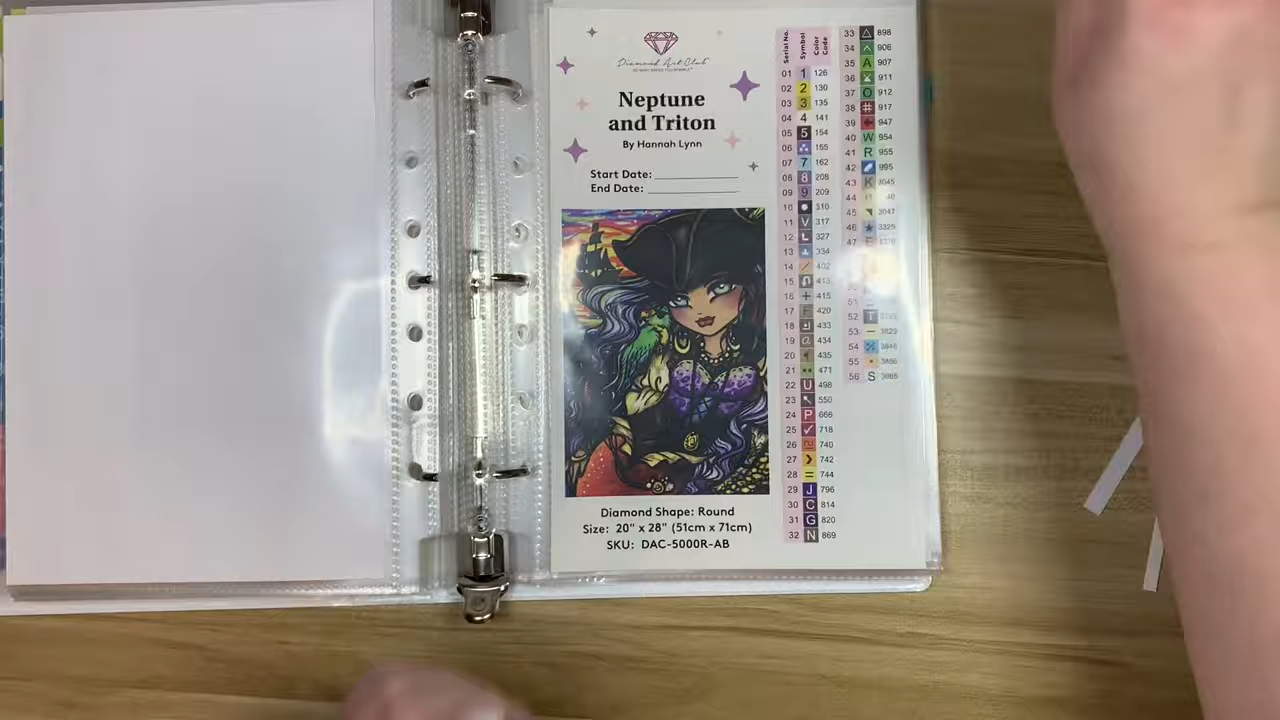 Diamond Art Club
Neptune
and Triton
By Hannah Lynn
Start Date:
End Date:
Diamond Shape: Round
Size: 20" x 28" (51cm x 71cm)
SKU: DAC-5000R-AB
Serial No. Symbol Color Code
01 1 126
02 2 130
03 3 135
04 4 141
05 5 154
06 155
07 7 162
08 8 208
09 9 209
10 310
11 V 317
12 327
13 334
14 402
15 413
16 + 415
17 F 420
18 433
19 434
20 435
21 471
22 U 498
23 550
24 P 666
25 ✓ 718
26 740
27 742
28 = 744
29 J 796
30 C 814
31 G 820
32 N 869
33 △ 898
34 906
35 A 907
36 911
37 O 912
38 # 917
39 947
40 W 954
41 R 955
42 995
43 K 3045
44
45 3047
46 ★ 3325
47
51
52 T
53 – 3823
54
55 3856
56 S 3865